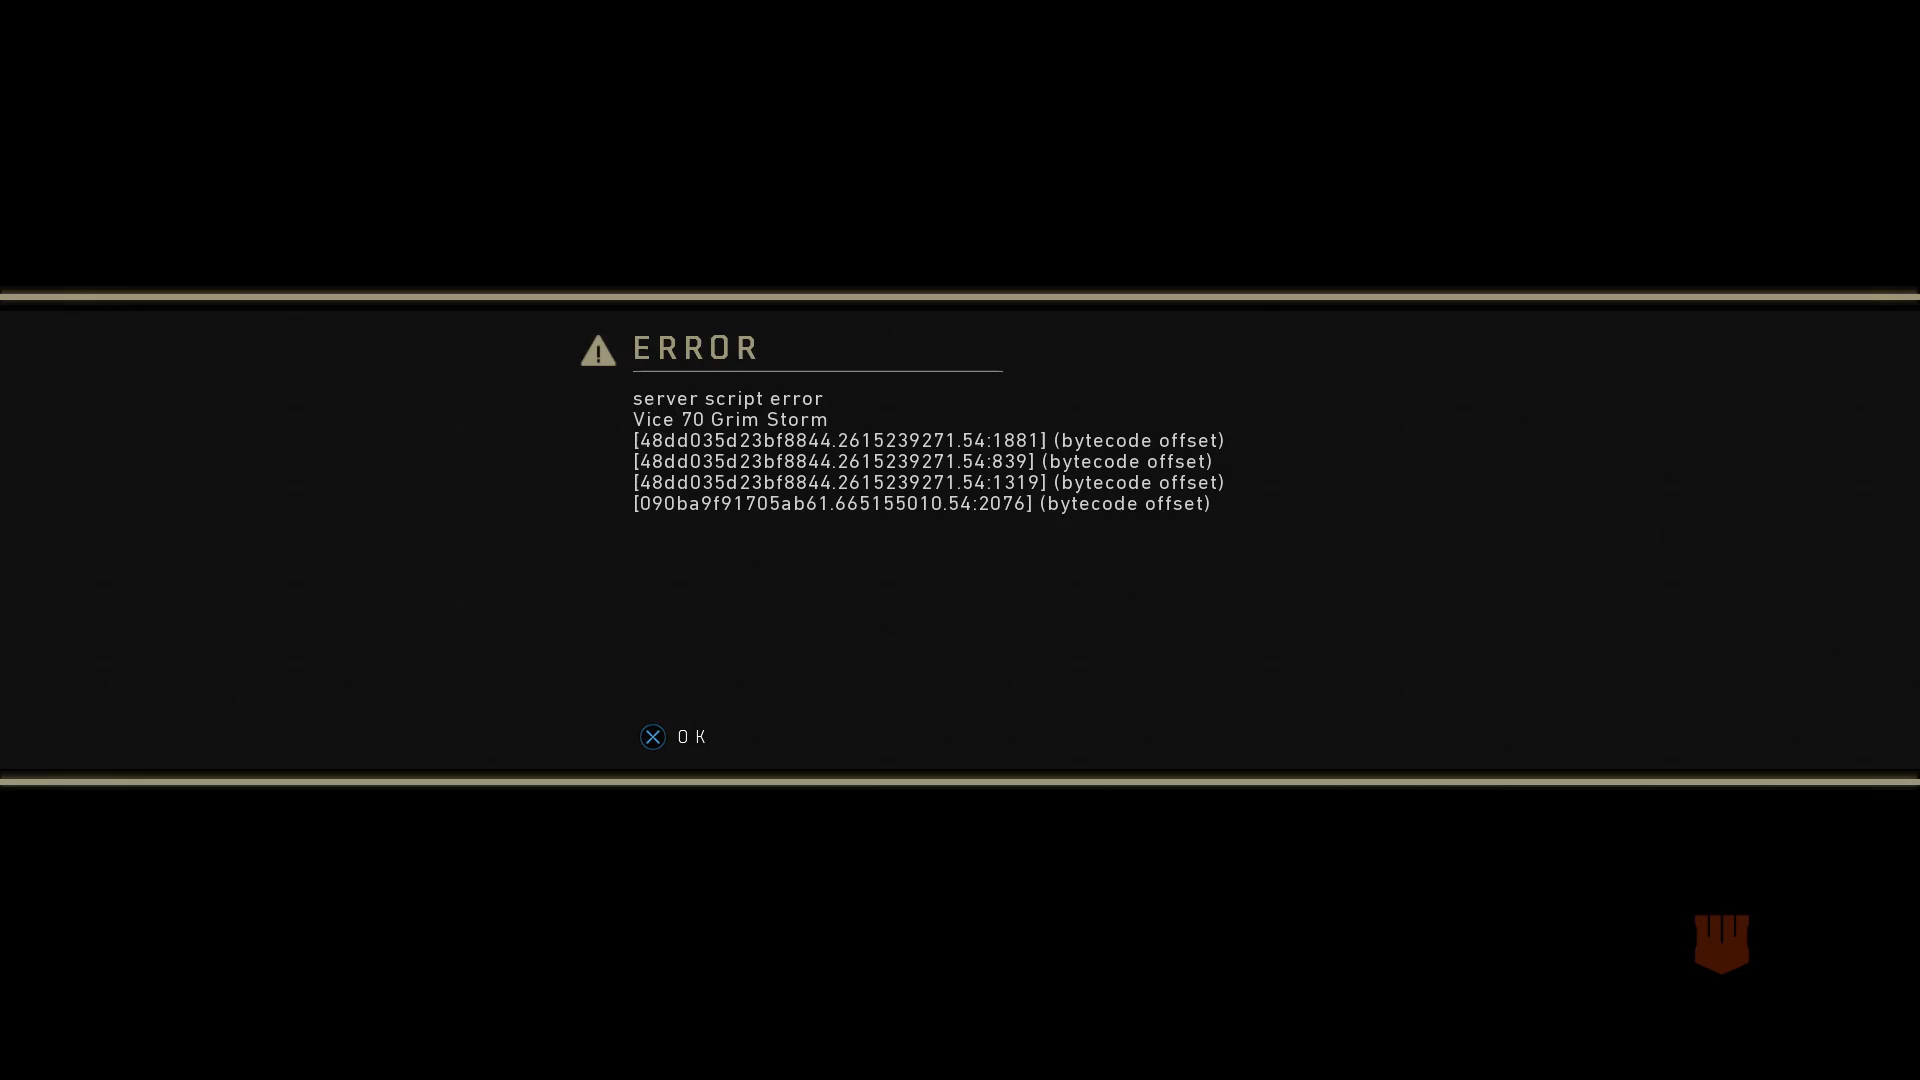 ERROR
server script error
Vice 70 Grim Storm
[48dd035d23bf8844.2615239271.54:1881] (bytecode offset)
[48dd035d23bf8844.2615239271.54:839] (bytecode offset)
[48dd035d23bf8844.2615239271.54:1319] (bytecode offset)
[090ba9f91705ab61.665155010.54:2076] (bytecode offset)
OK